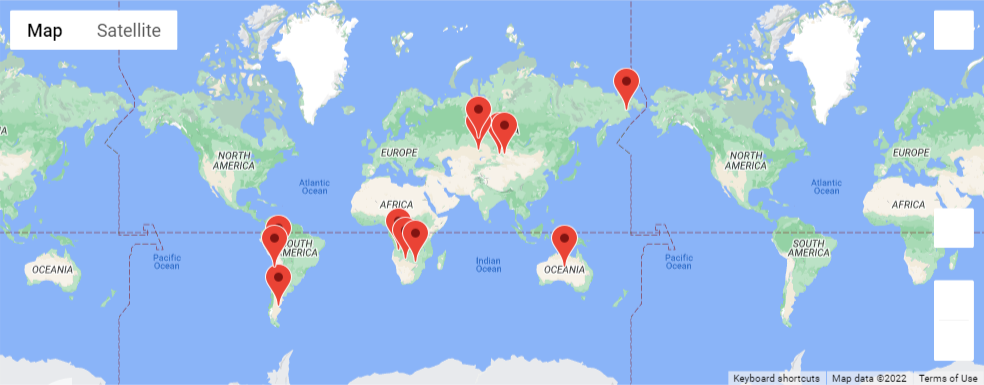 Map
Satellite
A
A
EUROPE
EUROPE
NORTH
AMERICA
NORTH
AMERICA
Atlantic
Ocean
Atlantic
Ocean
AFRICA
AFRICA
OUTH
AMERICA
SOUTH
AMERICA
Pacific
Ocean
Indian
Ocean
Pacific
Ocean
OCEANIA
OCEANIA
Keyboard shortcuts
Map data ©2022
Terms of Use